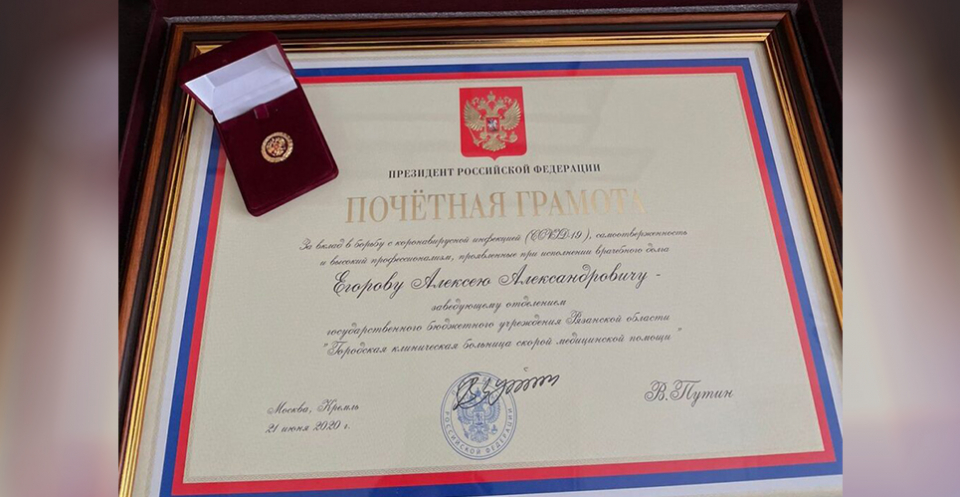 ПРЕЗИДЕНТ РОССИЙСКОЙ ФЕДЕРАЦИИ
ПОЧЁТНАЯ ГРАМОТА
За вклад в борьбу с коронавирусной инфекцией (COVID-19), самоотверженность
и высокий профессионализм, проявленные при исполнении врачебного долга
Егорову Алексею Александровичу -
заведующему отделением
государственного бюджетного учреждения Рязанской области
"Городская клиническая больница скорой медицинской помощи"
Москва, Кремль
21 июня 2020 г.
В.Путин
РОССИЙСКОЙ ФЕДЕРАЦИИ